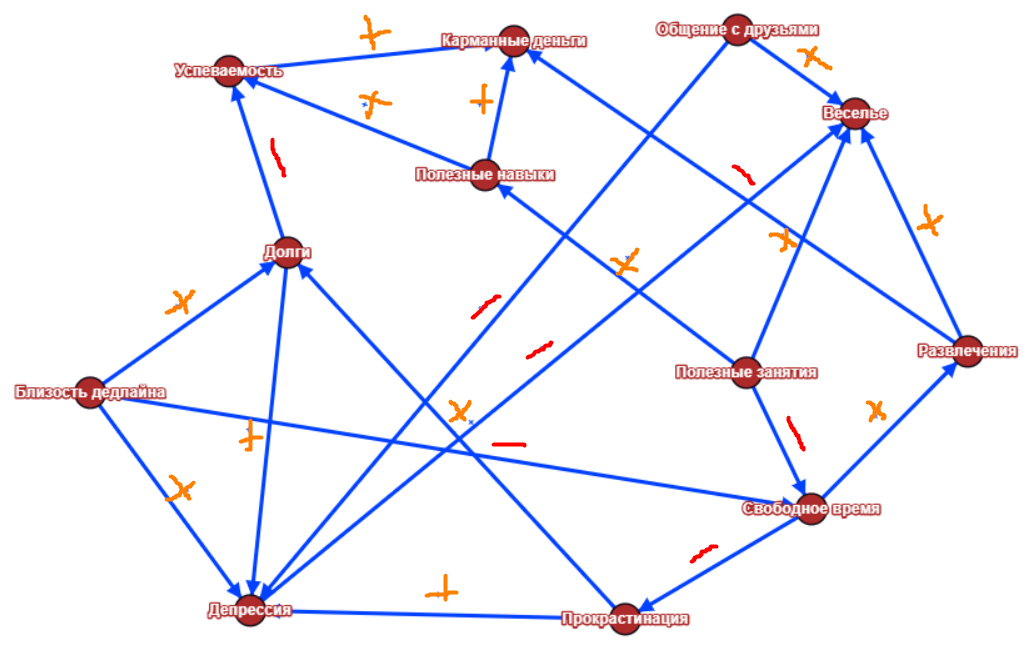 Общение с друзьями
Карманные деньги
Успеваемость
Веселье
Полезные навыки
Долги
Развлечения
Полезные занятия
Близость дедлайна
Свободное время
Депрессия
Прокрастинация